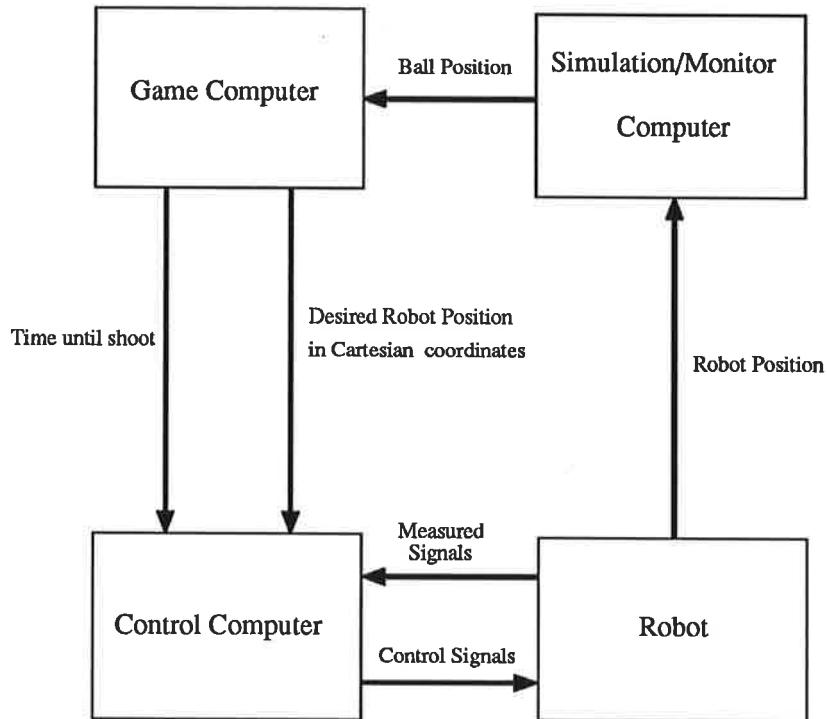 Game Computer
Ball Position
Simulation/Monitor
Computer
Time until shoot
Desired Robot Position
in Cartesian coordinates
Robot Position
Measured
Signals
Control Computer
Control Signals
Robot